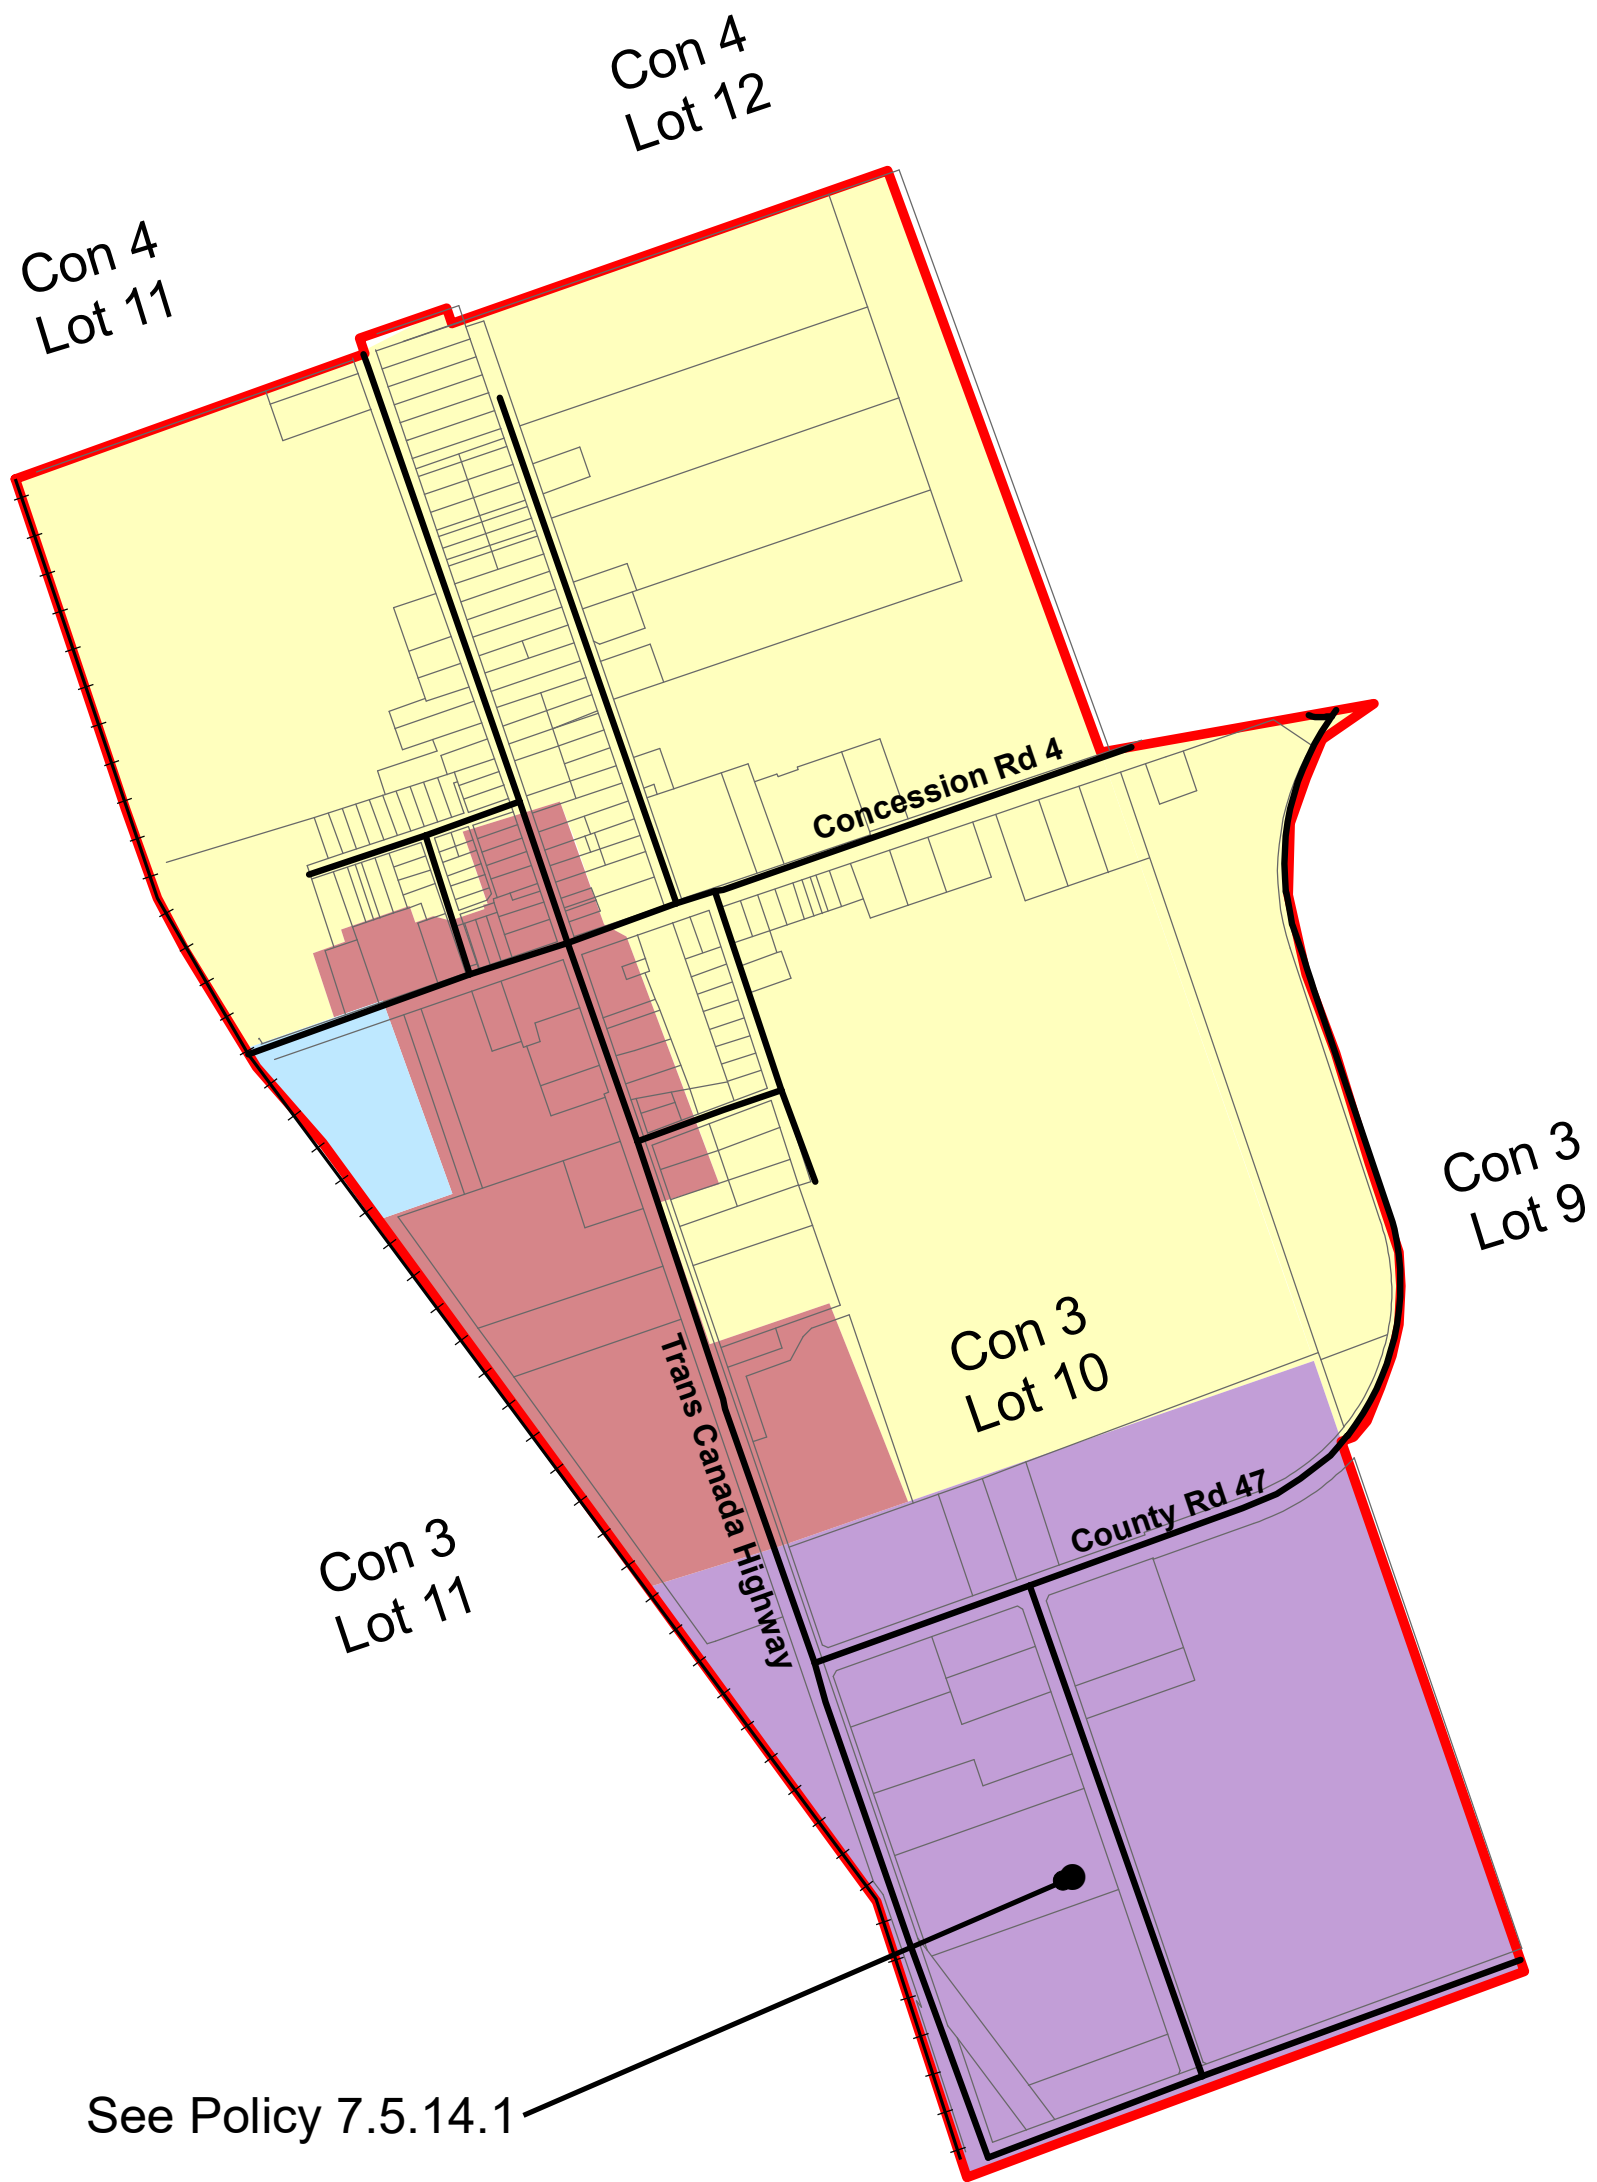 Con 4
Lot 12
Con 4
Lot 11
Concession Rd 4
Con 3
Lot 9
Con 3
Lot 10
Trans Canada Highway
County Rd 47
Con 3
Lot 11
See Policy 7.5.14.1